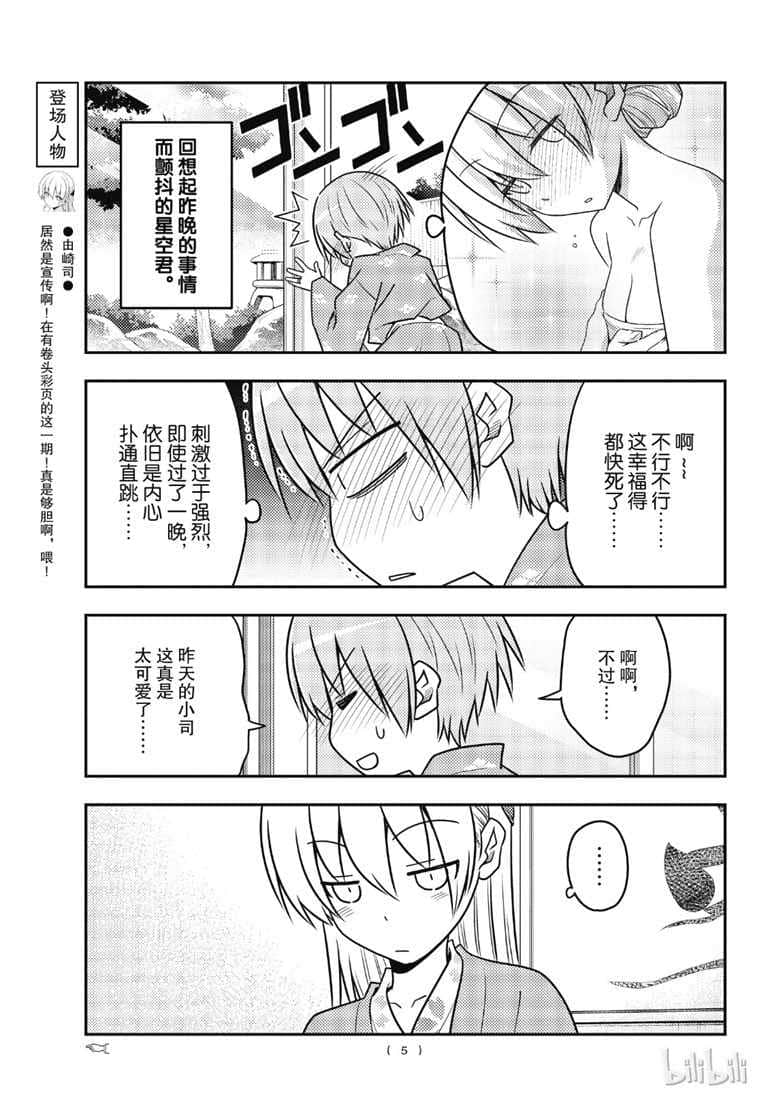 ゴンゴンゴン
回想起昨晚的事情
而颤抖的星空君。
啊~
不行不行……
这幸福得
都快死了……
刺激过于强烈，
即使过了一晚，
依旧是内心
扑通直跳……
啊啊，
不过……
昨天的小司
这真是
太可爱了……
……
登场人物
●由崎司●
居然是宣传啊！在有卷头彩页的这一期！真是够胆啊，喂！
(5)
bilibili